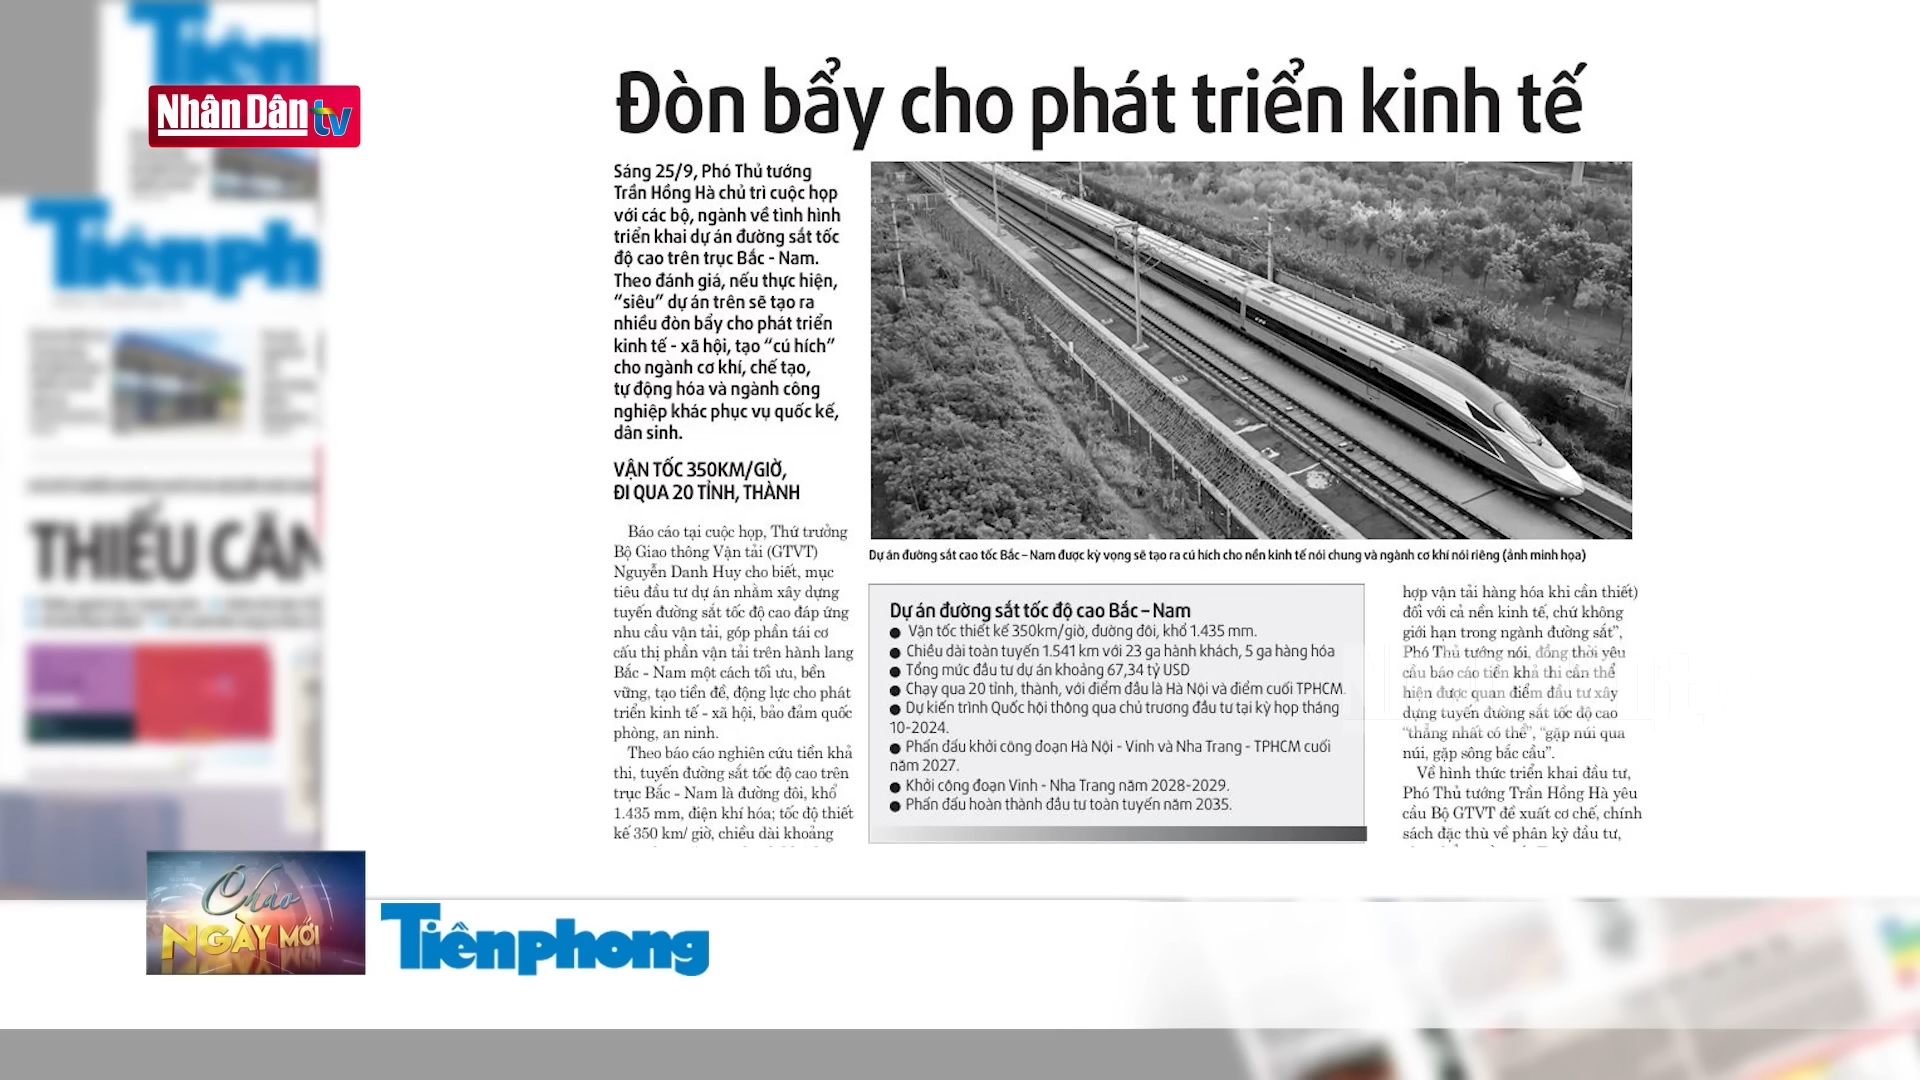 Nhân Dân tv
Đòn bẩy cho phát triển kinh tế
Sáng 25/9, Phó Thủ tướng
Trần Hồng Hà chủ trì cuộc họp
với các bộ, ngành về tình hình
triển khai dự án đường sắt tốc
độ cao trên trục Bắc - Nam.
Theo đánh giá, nếu thực hiện,
“siêu” dự án trên sẽ tạo ra
nhiều đòn bẩy cho phát triển
kinh tế - xã hội, tạo “cú hích”
cho ngành cơ khí, chế tạo,
tự động hóa và ngành công
nghiệp khác phục vụ quốc kế,
dân sinh.
VẬN TỐC 350KM/GIỜ,
ĐI QUA 20 TỈNH, THÀNH
Báo cáo tại cuộc họp, Thứ trưởng
Bộ Giao thông Vận tải (GTVT)
Nguyễn Danh Huy cho biết, mục
tiêu đầu tư dự án nhằm xây dựng
tuyến đường sắt tốc độ cao đáp ứng
nhu cầu vận tải, góp phần tái cơ
cấu thị phần vận tải trên hành lang
Bắc - Nam một cách tối ưu, bền
vững, tạo tiền đề, động lực cho phát
triển kinh tế - xã hội, bảo đảm quốc
phòng, an ninh.
Theo báo cáo nghiên cứu tiền khả
thi, tuyến đường sắt tốc độ cao trên
trục Bắc - Nam là đường đôi, khổ
1.435 mm, điện khí hóa; tốc độ thiết
kế 350 km/ giờ, chiều dài khoảng
Dự án đường sắt cao tốc Bắc – Nam được kỳ vọng sẽ tạo ra cú hích cho nền kinh tế nói chung và ngành cơ khí nói riêng (ảnh minh họa)
Dự án đường sắt tốc độ cao Bắc – Nam
● Vận tốc thiết kế 350km/giờ, đường đôi, khổ 1.435 mm.
● Chiều dài toàn tuyến 1.541 km với 23 ga hành khách, 5 ga hàng hóa
● Tổng mức đầu tư dự án khoảng 67,34 tỷ USD
● Chạy qua 20 tỉnh, thành, với điểm đầu là Hà Nội và điểm cuối TPHCM.
● Dự kiến trình Quốc hội thông qua chủ trương đầu tư tại kỳ họp tháng
10-2024.
● Phấn đấu khởi công đoạn Hà Nội - Vinh và Nha Trang - TPHCM cuối
năm 2027.
● Khởi công đoạn Vinh - Nha Trang năm 2028-2029.
● Phấn đấu hoàn thành đầu tư toàn tuyến năm 2035.
hợp vận tải hàng hóa khi cần thiết)
đối với cả nền kinh tế, chứ không
giới hạn trong ngành đường sắt”,
Phó Thủ tướng nói, đồng thời yêu
cầu báo cáo tiền khả thi cần thể
hiện được quan điểm đầu tư xây
dựng tuyến đường sắt tốc độ cao
“thẳng nhất có thể”, “gặp núi qua
núi, gặp sông bắc cầu”.
Về hình thức triển khai đầu tư,
Phó Thủ tướng Trần Hồng Hà yêu
cầu Bộ GTVT đề xuất cơ chế, chính
sách đặc thù về phân kỳ đầu tư,
Tiên
Tiền ph
THIẾU CĂN
Chào
NGÀY MỚI
Tiền phong